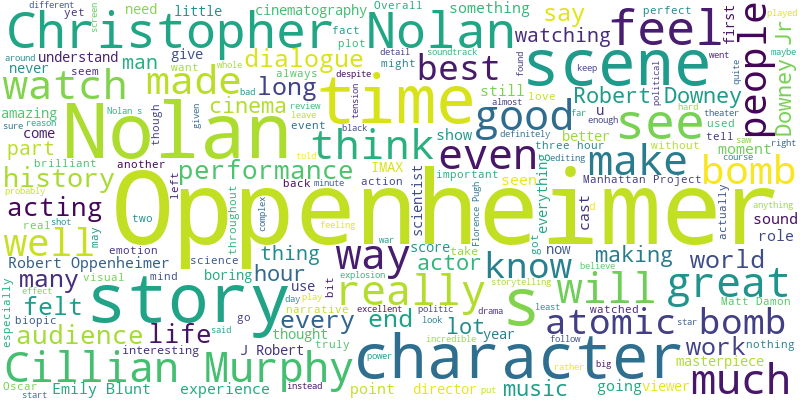 different
yet
screen
need
around
never
Christopher Nolan
little
cinematography
Overall
understand
give
fact
plot
something
feel
say
watching
first
perfect
detail
soundtrack
played
maybe
people
watch
made
man
seem
want
whole
always
might
despite
dialogue
long
best
still
found
keep
scene
political
went
quite
amazing
sure
reason
come
Nolan s
though
given
bad
review
leave
cinema
almost
love
Robert Downey
hard
theater
saw
Downey Jr
brilliant
event
black
tension
definitely
enough
far
better
u
used
tell
without
moment
right
part
Nolan
time
good
see
history
another
think
show
three hour
editing
course
performance
told
IMAX
seen
even
make
bomb
Manhattan Project
anything
probably
acting
left
back
minute
action
important
scientist
Florence Pugh
everything
cast
d
actually
sound
role
well
real
shot
two
throughout
complex
feeling
Oppenheimer
may
emotion
science
thing
war
score
take
way
got
now
know
making
believe
world
Robert Oppenheimer
visual
mind
boring
hour
actor
explosion
storytelling
Matt Damon
many
especially
effect
story
use
bit
really
s
will
great
felt
biopic
said
go
day
play
narrative
excellent
politic
look
drama
least
watched
star
audience
life
every
end
lot
year
atomic bomb
interesting
thought
truly
character
incredible
follow
work
nothing
Cillian Murphy
J Robert
power
rather
big
masterpiece
much
Oscar
start
Emily Blunt
experience
instead
point
director
put
music
going
viewer